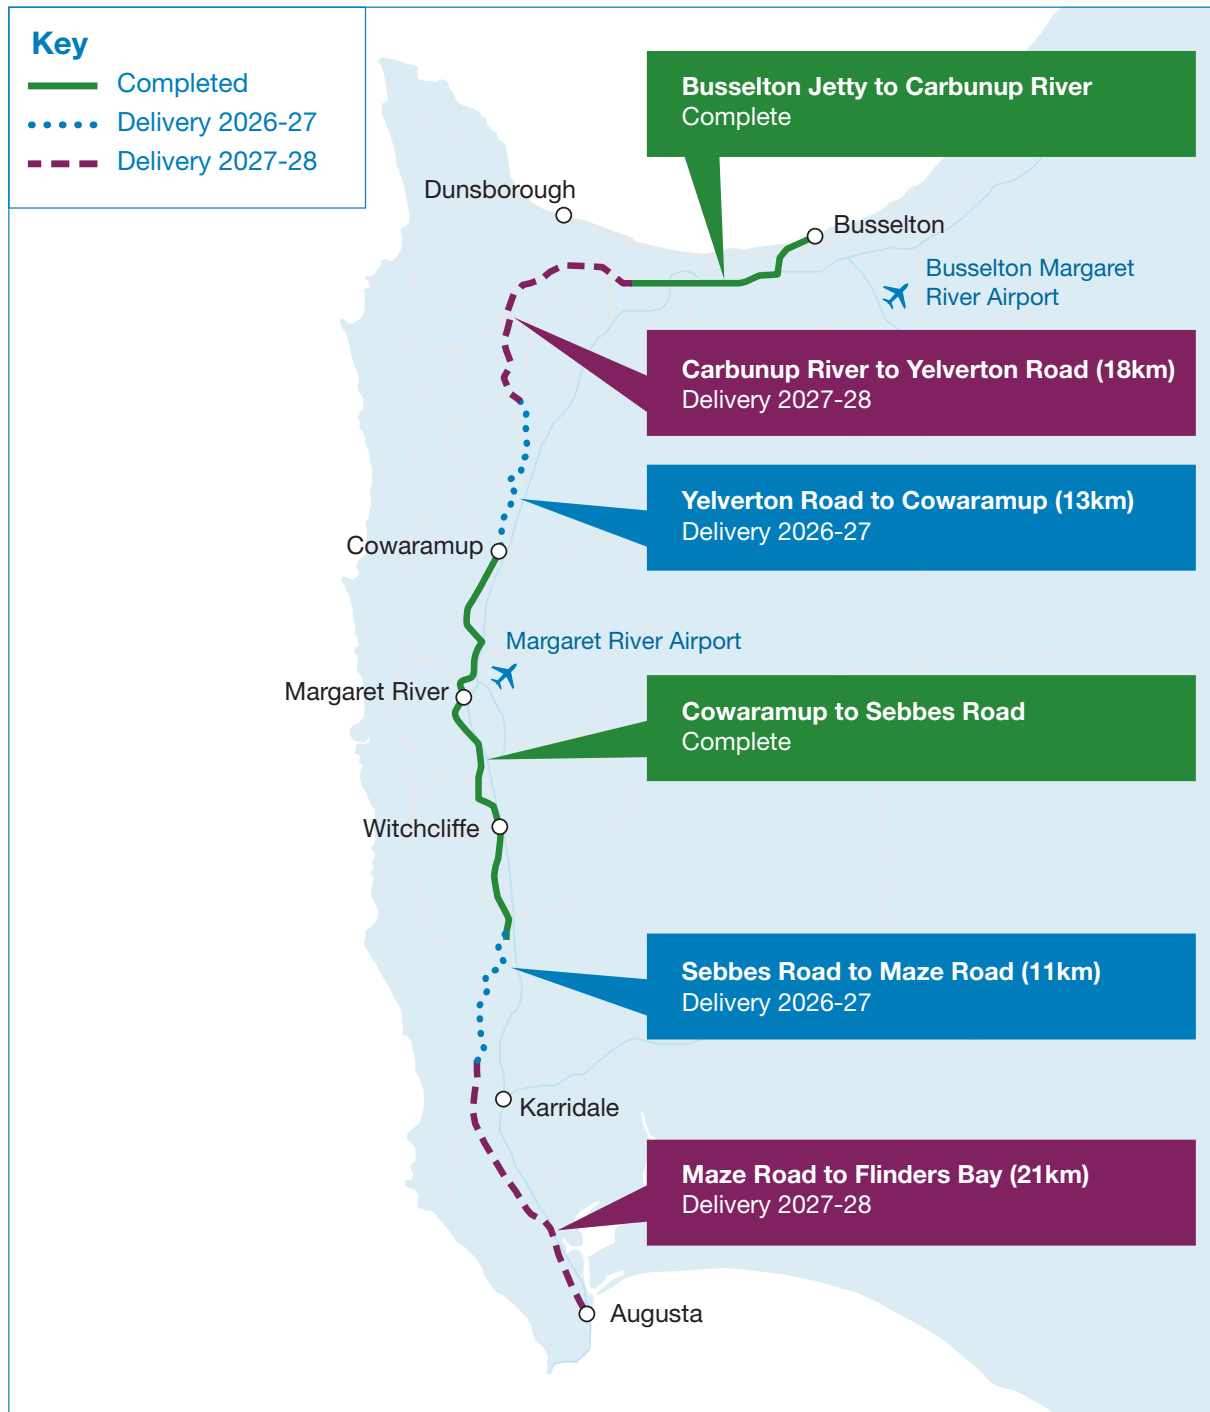 Key
Completed
Delivery 2026-27
Delivery 2027-28
Busselton Jetty to Carbunup River
Complete
Dunsborough
Busselton
Busselton Margaret
River Airport
Carbunup River to Yelverton Road (18km)
Delivery 2027-28
Yelverton Road to Cowaramup (13km)
Delivery 2026-27
Cowaramup
Margaret River Airport
Margaret River
Cowaramup to Sebbes Road
Complete
Witchcliffe
Sebbes Road to Maze Road (11km)
Delivery 2026-27
Karridale
Maze Road to Flinders Bay (21km)
Delivery 2027-28
Augusta